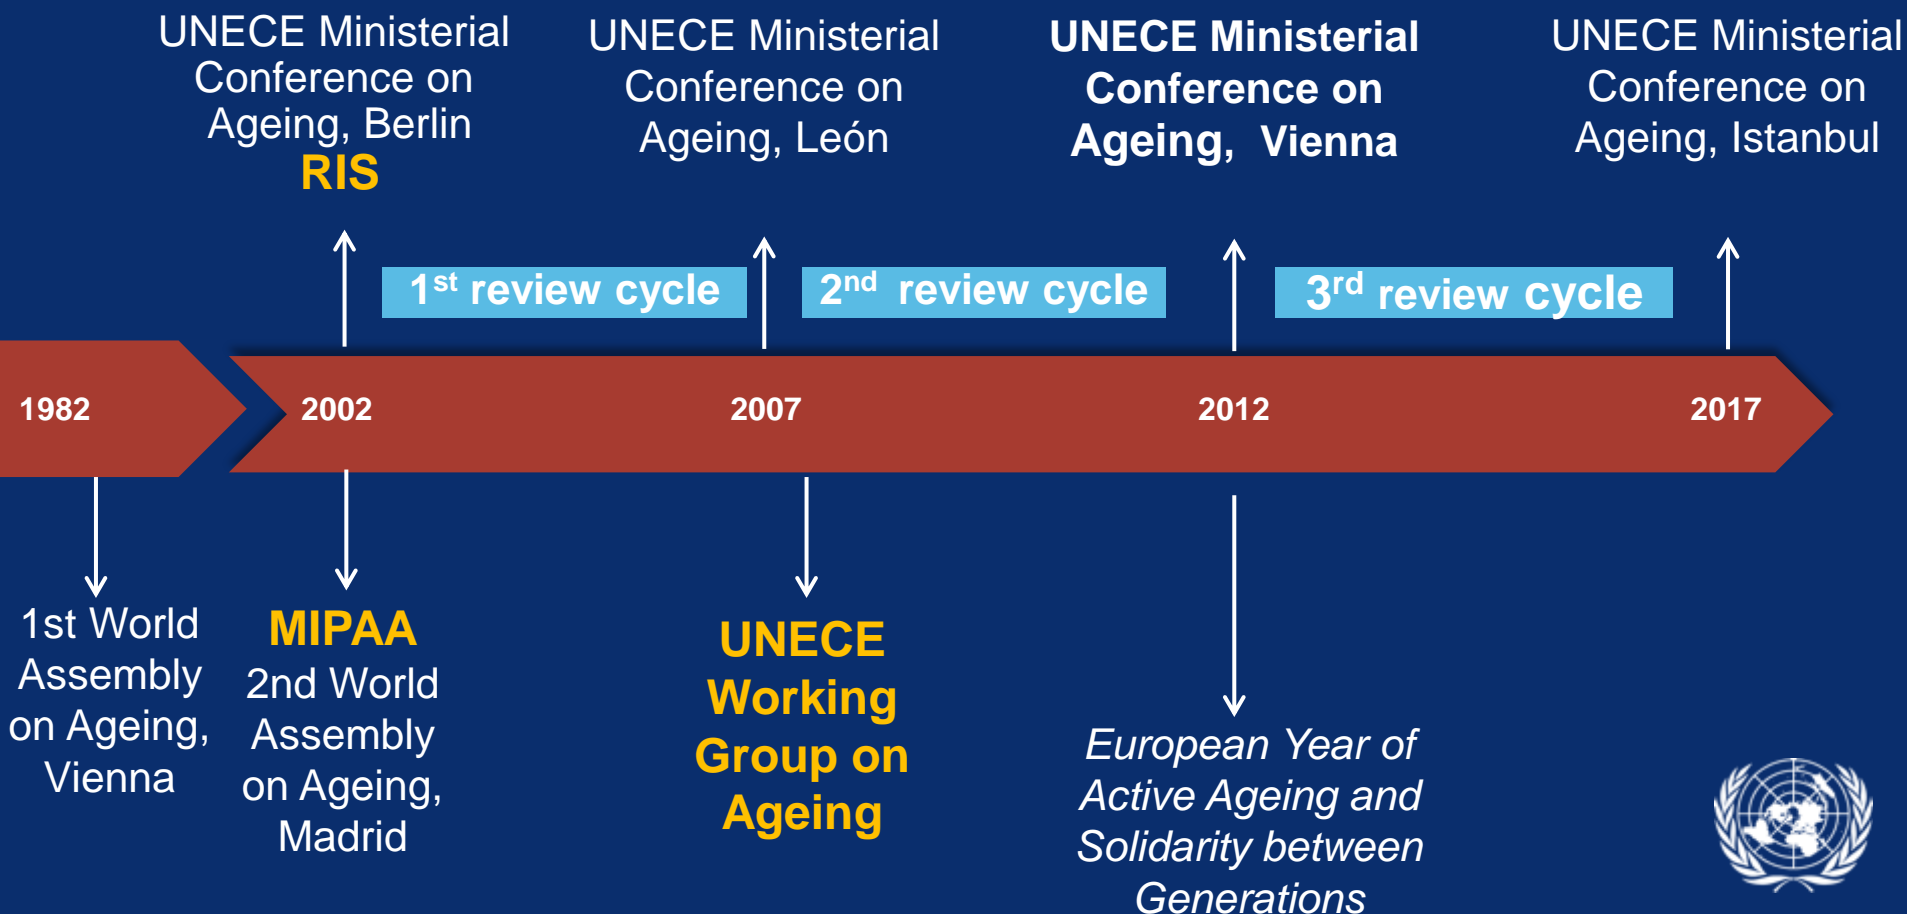 UNECE Ministerial
Conference on
Ageing, Berlin
RIS
UNECE Ministerial
Conference on
Ageing, León
UNECE Ministerial
Conference on
Ageing, Vienna
UNECE Ministerial
Conference on
Ageing, Istanbul
1st review cycle
2nd review cycle
3rd review cycle
1982
2002
2007
2012
2017
1st World
Assembly
on Ageing,
Vienna
MIPAA
2nd World
Assembly
on Ageing,
Madrid
UNECE
Working
Group on
Ageing
European Year of
Active Ageing and
Solidarity between
Generations